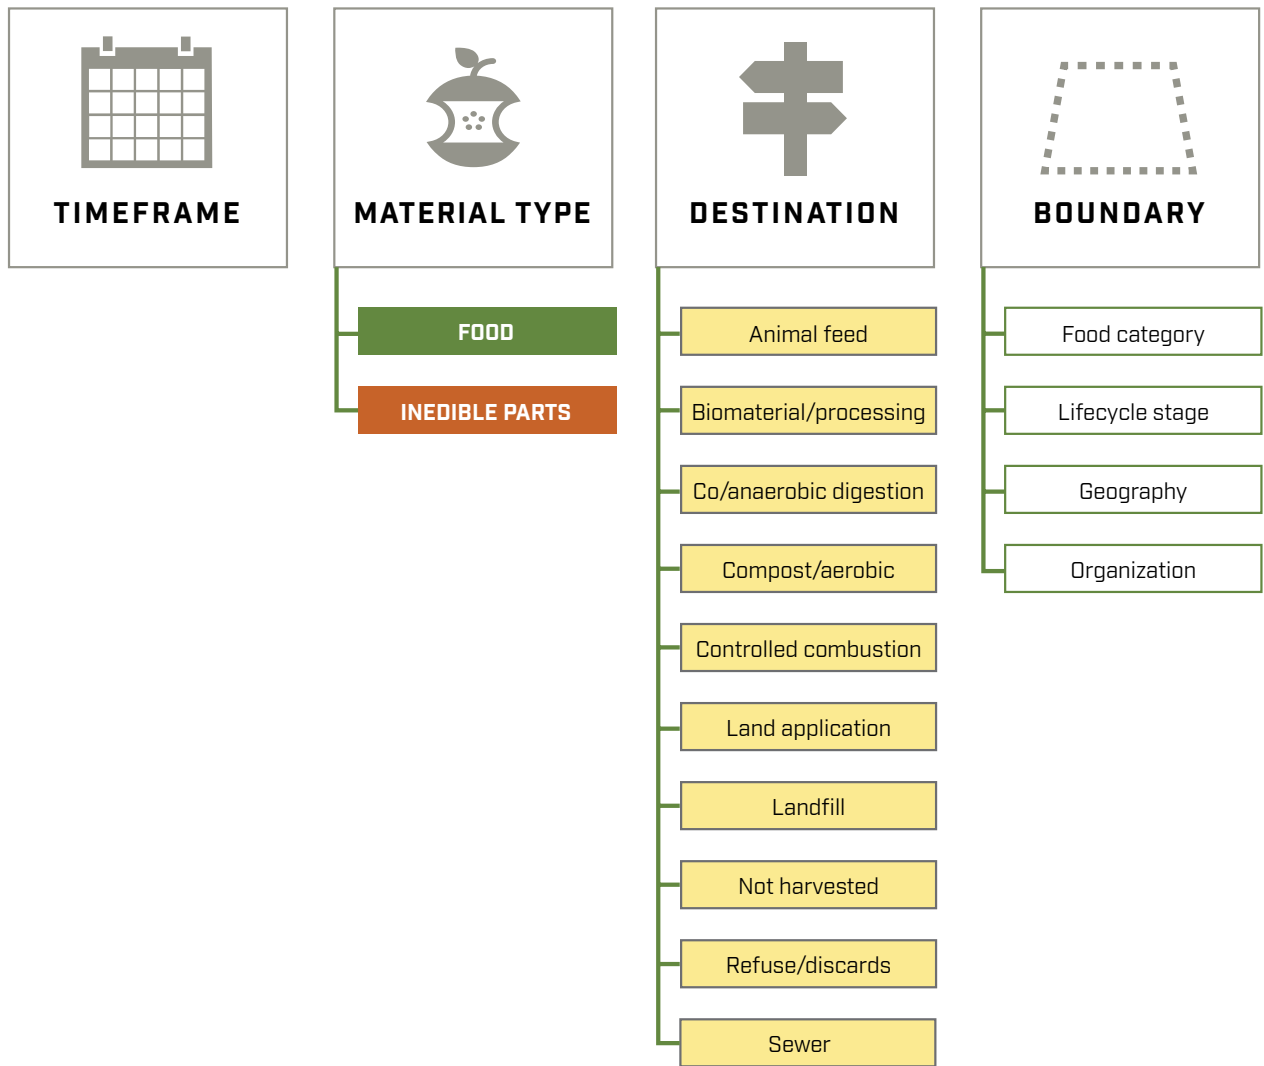 TIMEFRAME
MATERIAL TYPE
FOOD
INEDIBLE PARTS
DESTINATION
Animal feed
Biomaterial/processing
Co/anaerobic digestion
Compost/aerobic
Controlled combustion
Land application
Landfill
Not harvested
Refuse/discards
Sewer
BOUNDARY
Food category
Lifecycle stage
Geography
Organization